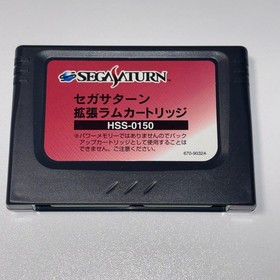 SEGA SATURN
セガサターン
拡張ラムカートリッジ
HSS-0150
※パワーメモリーではありませんのでバック
アップカートリッジとして使用することは
できません。ご注意ください。
670-9032A